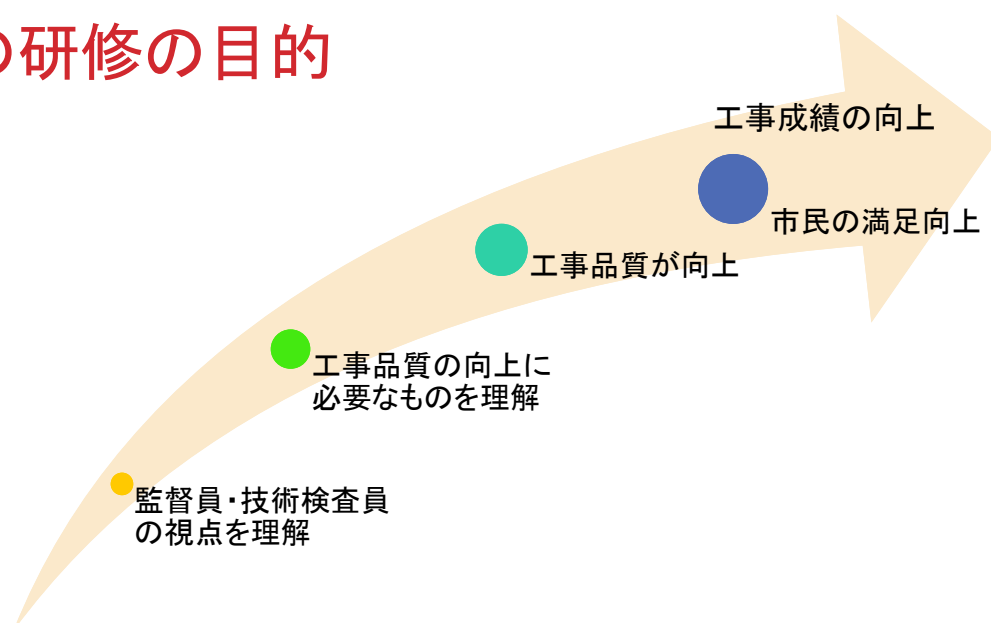 の研修の目的
工事成績の向上
市民の満足向上
工事品質が向上
工事品質の向上に
必要なものを理解
監督員・技術検査員
の視点を理解